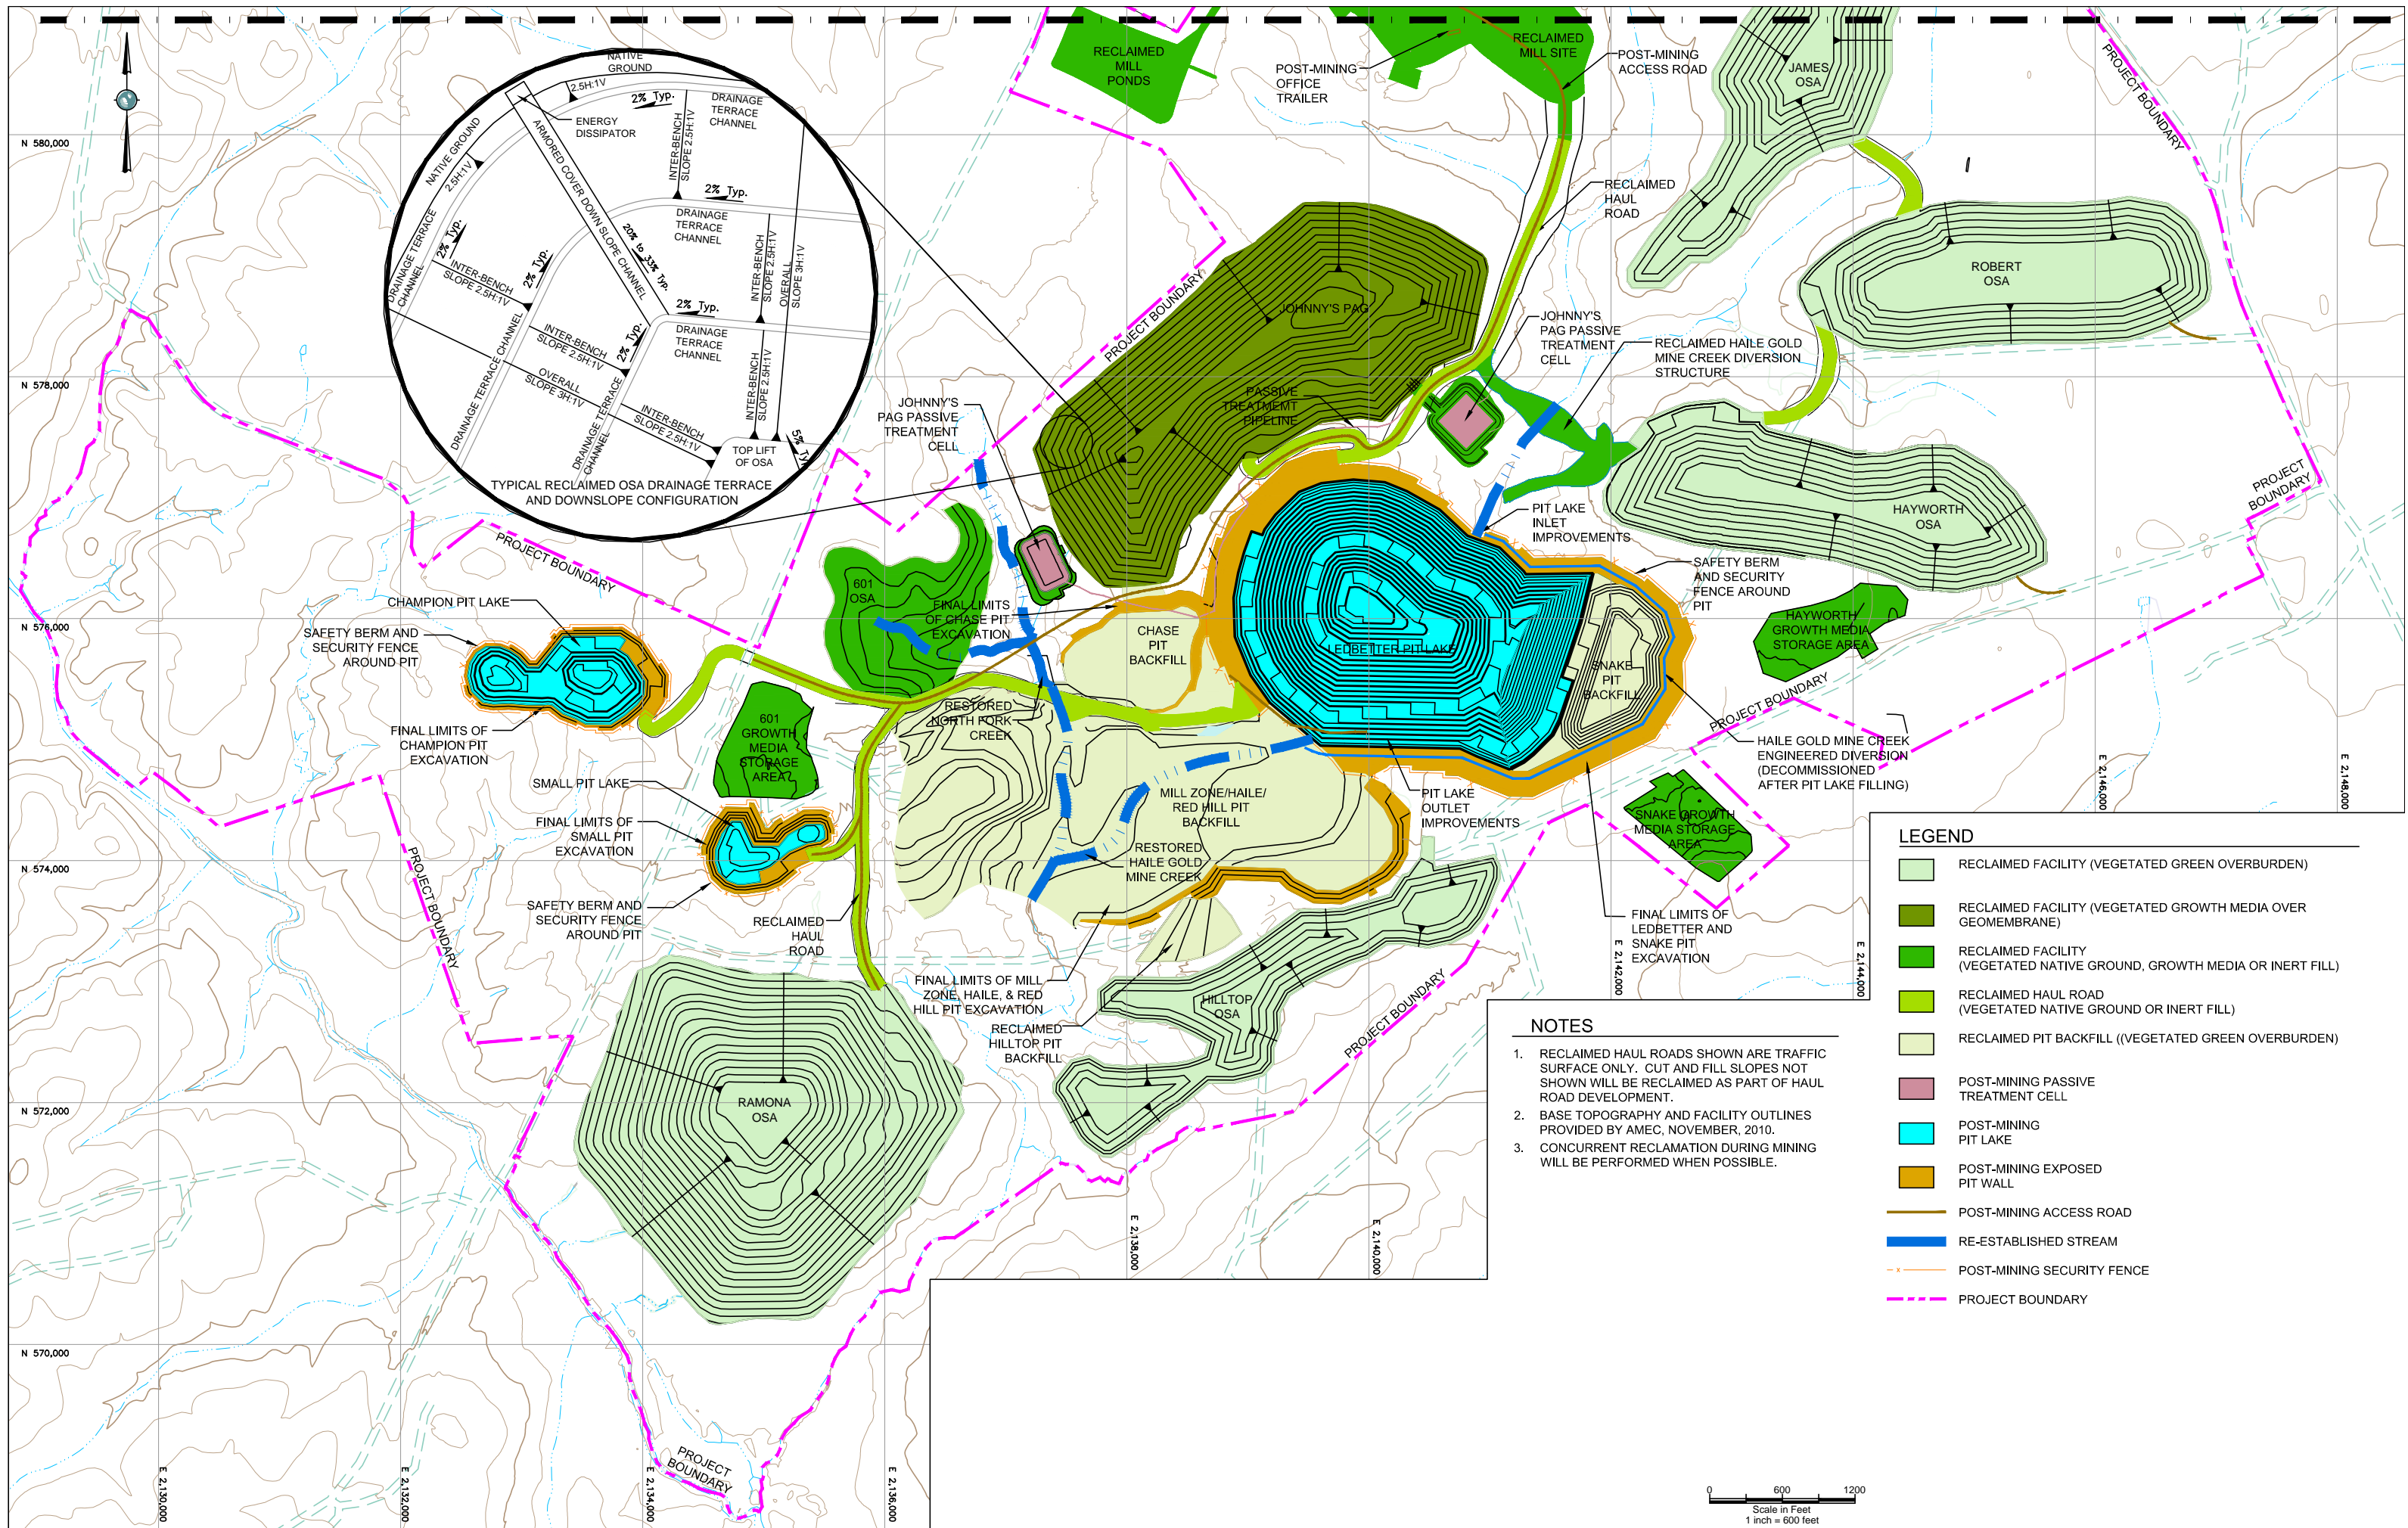 N 580,000
N 578,000
N 576,000
N 574,000
N 572,000
N 570,000
E 2,130,000
E 2,132,000
E 2,134,000
E 2,136,000
E 2,138,000
E 2,140,000
E 2,142,000
E 2,144,000
E 2,146,000
E 2,148,000
NATIVE
GROUND
2.5H:1V
2% Typ.
DRAINAGE
TERRACE
CHANNEL
ENERGY
DISSIPATOR
NATIVE GROUND
2.5H:1V
ARMORED COVER DOWN SLOPE CHANNEL
20% to 33% Typ.
INTER-BENCH
SLOPE 2.5H:1V
2% Typ.
DRAINAGE
TERRACE
CHANNEL
DRAINAGE TERRACE
CHANNEL
2% Typ.
INTER-BENCH
SLOPE 2.5H:1V
2% Typ.
INTER-BENCH
SLOPE 2.5H:1V
OVERALL
SLOPE 3H:1V
2% Typ.
DRAINAGE
TERRACE
CHANNEL
INTER-BENCH
SLOPE 2.5H:1V
2% Typ.
OVERALL
SLOPE 3H:1V
DRAINAGE TERRACE CHANNEL
DRAINAGE TERRACE
CHANNEL
INTER-BENCH
SLOPE 2.5H:1V
INTER-BENCH
SLOPE 2.5H:1V
5% Typ.
TOP LIFT
OF OSA
TYPICAL RECLAIMED OSA DRAINAGE TERRACE
AND DOWNSLOPE CONFIGURATION
RECLAIMED
MILL
PONDS
POST-MINING
OFFICE
TRAILER
RECLAIMED
MILL SITE
POST-MINING
ACCESS ROAD
JAMES
OSA
PROJECT BOUNDARY
RECLAIMED
HAUL
ROAD
ROBERT
OSA
PROJECT BOUNDARY
JOHNNY'S PAG
JOHNNY'S
PAG PASSIVE
TREATMENT
CELL
RECLAIMED HAILE GOLD
MINE CREEK DIVERSION
STRUCTURE
JOHNNY'S
PAG PASSIVE
TREATMENT
CELL
PASSIVE
TREATMEMT
PIPELINE
PROJECT
BOUNDARY
HAYWORTH
OSA
PIT LAKE
INLET
IMPROVEMENTS
PROJECT BOUNDARY
SAFETY BERM
AND SECURITY
FENCE AROUND
PIT
601
OSA
CHAMPION PIT LAKE
FINAL LIMITS
OF CHASE PIT
EXCAVATION
CHASE
PIT
BACKFILL
HAYWORTH
GROWTH MEDIA
STORAGE AREA
SAFETY BERM AND
SECURITY FENCE
AROUND PIT
LEDBETTER PIT LAKE
SNAKE
PIT
BACKFILL
PROJECT BOUNDARY
FINAL LIMITS OF
CHAMPION PIT
EXCAVATION
601
GROWTH
MEDIA
STORAGE
AREA
RESTORED
NORTH FORK
CREEK
HAILE GOLD MINE CREEK
ENGINEERED DIVERSION
(DECOMMISSIONED
AFTER PIT LAKE FILLING)
SMALL PIT LAKE
MILL ZONE/HAILE/
RED HILL PIT
BACKFILL
PIT LAKE
OUTLET
IMPROVEMENTS
SNAKE GROWTH
MEDIA STORAGE
AREA
FINAL LIMITS OF
SMALL PIT
EXCAVATION
RESTORED
HAILE GOLD
MINE CREEK
PROJECT BOUNDARY
SAFETY BERM AND
SECURITY FENCE
AROUND PIT
RECLAIMED
HAUL
ROAD
FINAL LIMITS OF
LEDBETTER AND
SNAKE PIT
EXCAVATION
FINAL LIMITS OF MILL
ZONE, HAILE, & RED
HILL PIT EXCAVATION
HILLTOP
OSA
PROJECT BOUNDARY
RECLAIMED
HILLTOP PIT
BACKFILL
RAMONA
OSA
PROJECT
BOUNDARY
NOTES
1. RECLAIMED HAUL ROADS SHOWN ARE TRAFFIC
SURFACE ONLY. CUT AND FILL SLOPES NOT
SHOWN WILL BE RECLAIMED AS PART OF HAUL
ROAD DEVELOPMENT.
2. BASE TOPOGRAPHY AND FACILITY OUTLINES
PROVIDED BY AMEC, NOVEMBER, 2010.
3. CONCURRENT RECLAMATION DURING MINING
WILL BE PERFORMED WHEN POSSIBLE.
LEGEND
RECLAIMED FACILITY (VEGETATED GREEN OVERBURDEN)
RECLAIMED FACILITY (VEGETATED GROWTH MEDIA OVER
GEOMEMBRANE)
RECLAIMED FACILITY
(VEGETATED NATIVE GROUND, GROWTH MEDIA OR INERT FILL)
RECLAIMED HAUL ROAD
(VEGETATED NATIVE GROUND OR INERT FILL)
RECLAIMED PIT BACKFILL ((VEGETATED GREEN OVERBURDEN)
POST-MINING PASSIVE
TREATMENT CELL
POST-MINING
PIT LAKE
POST-MINING EXPOSED
PIT WALL
POST-MINING ACCESS ROAD
RE-ESTABLISHED STREAM
x
POST-MINING SECURITY FENCE
PROJECT BOUNDARY
0 600 1200
Scale in Feet
1 inch = 600 feet